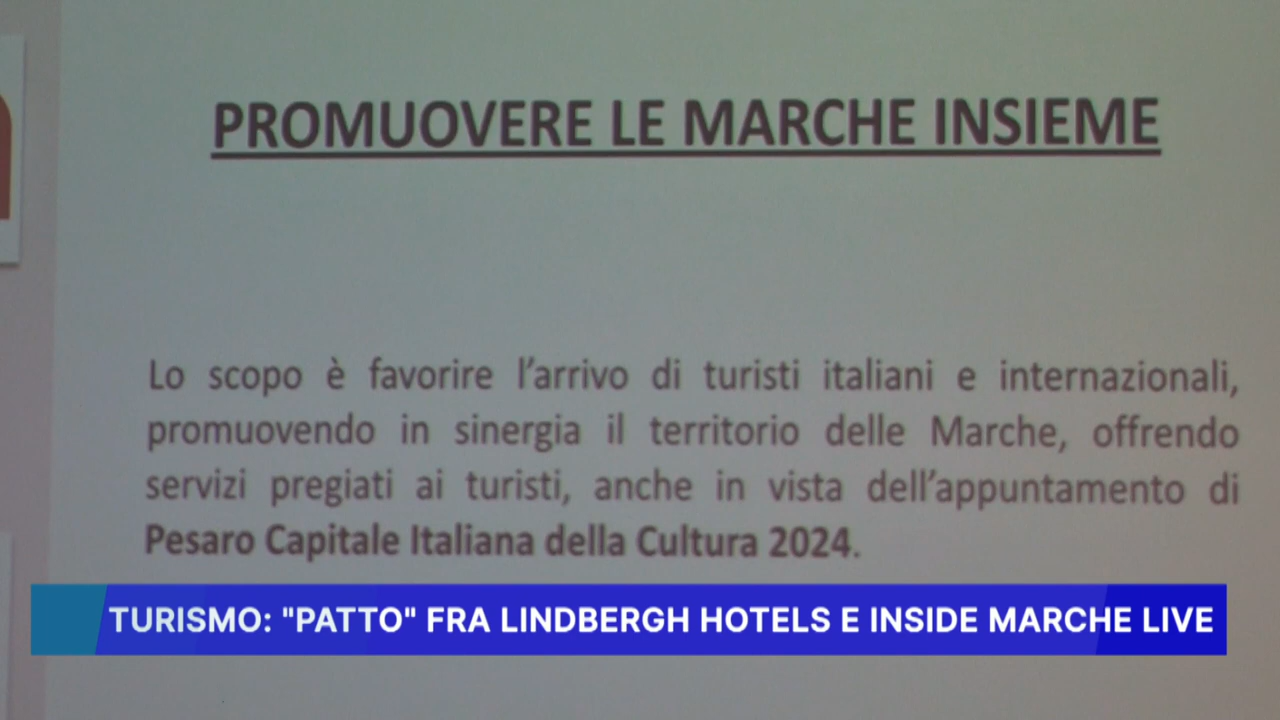 PROMUOVERE LE MARCHE INSIEME
Lo scopo è favorire l'arrivo di turisti italiani e internazionali,
promuovendo in sinergia il territorio delle Marche, offrendo
servizi pregiati ai turisti, anche in vista dell'appuntamento di
Pesaro Capitale Italiana della Cultura 2024.
TURISMO: "PATTO" FRA LINDBERGH HOTELS E INSIDE MARCHE LIVE